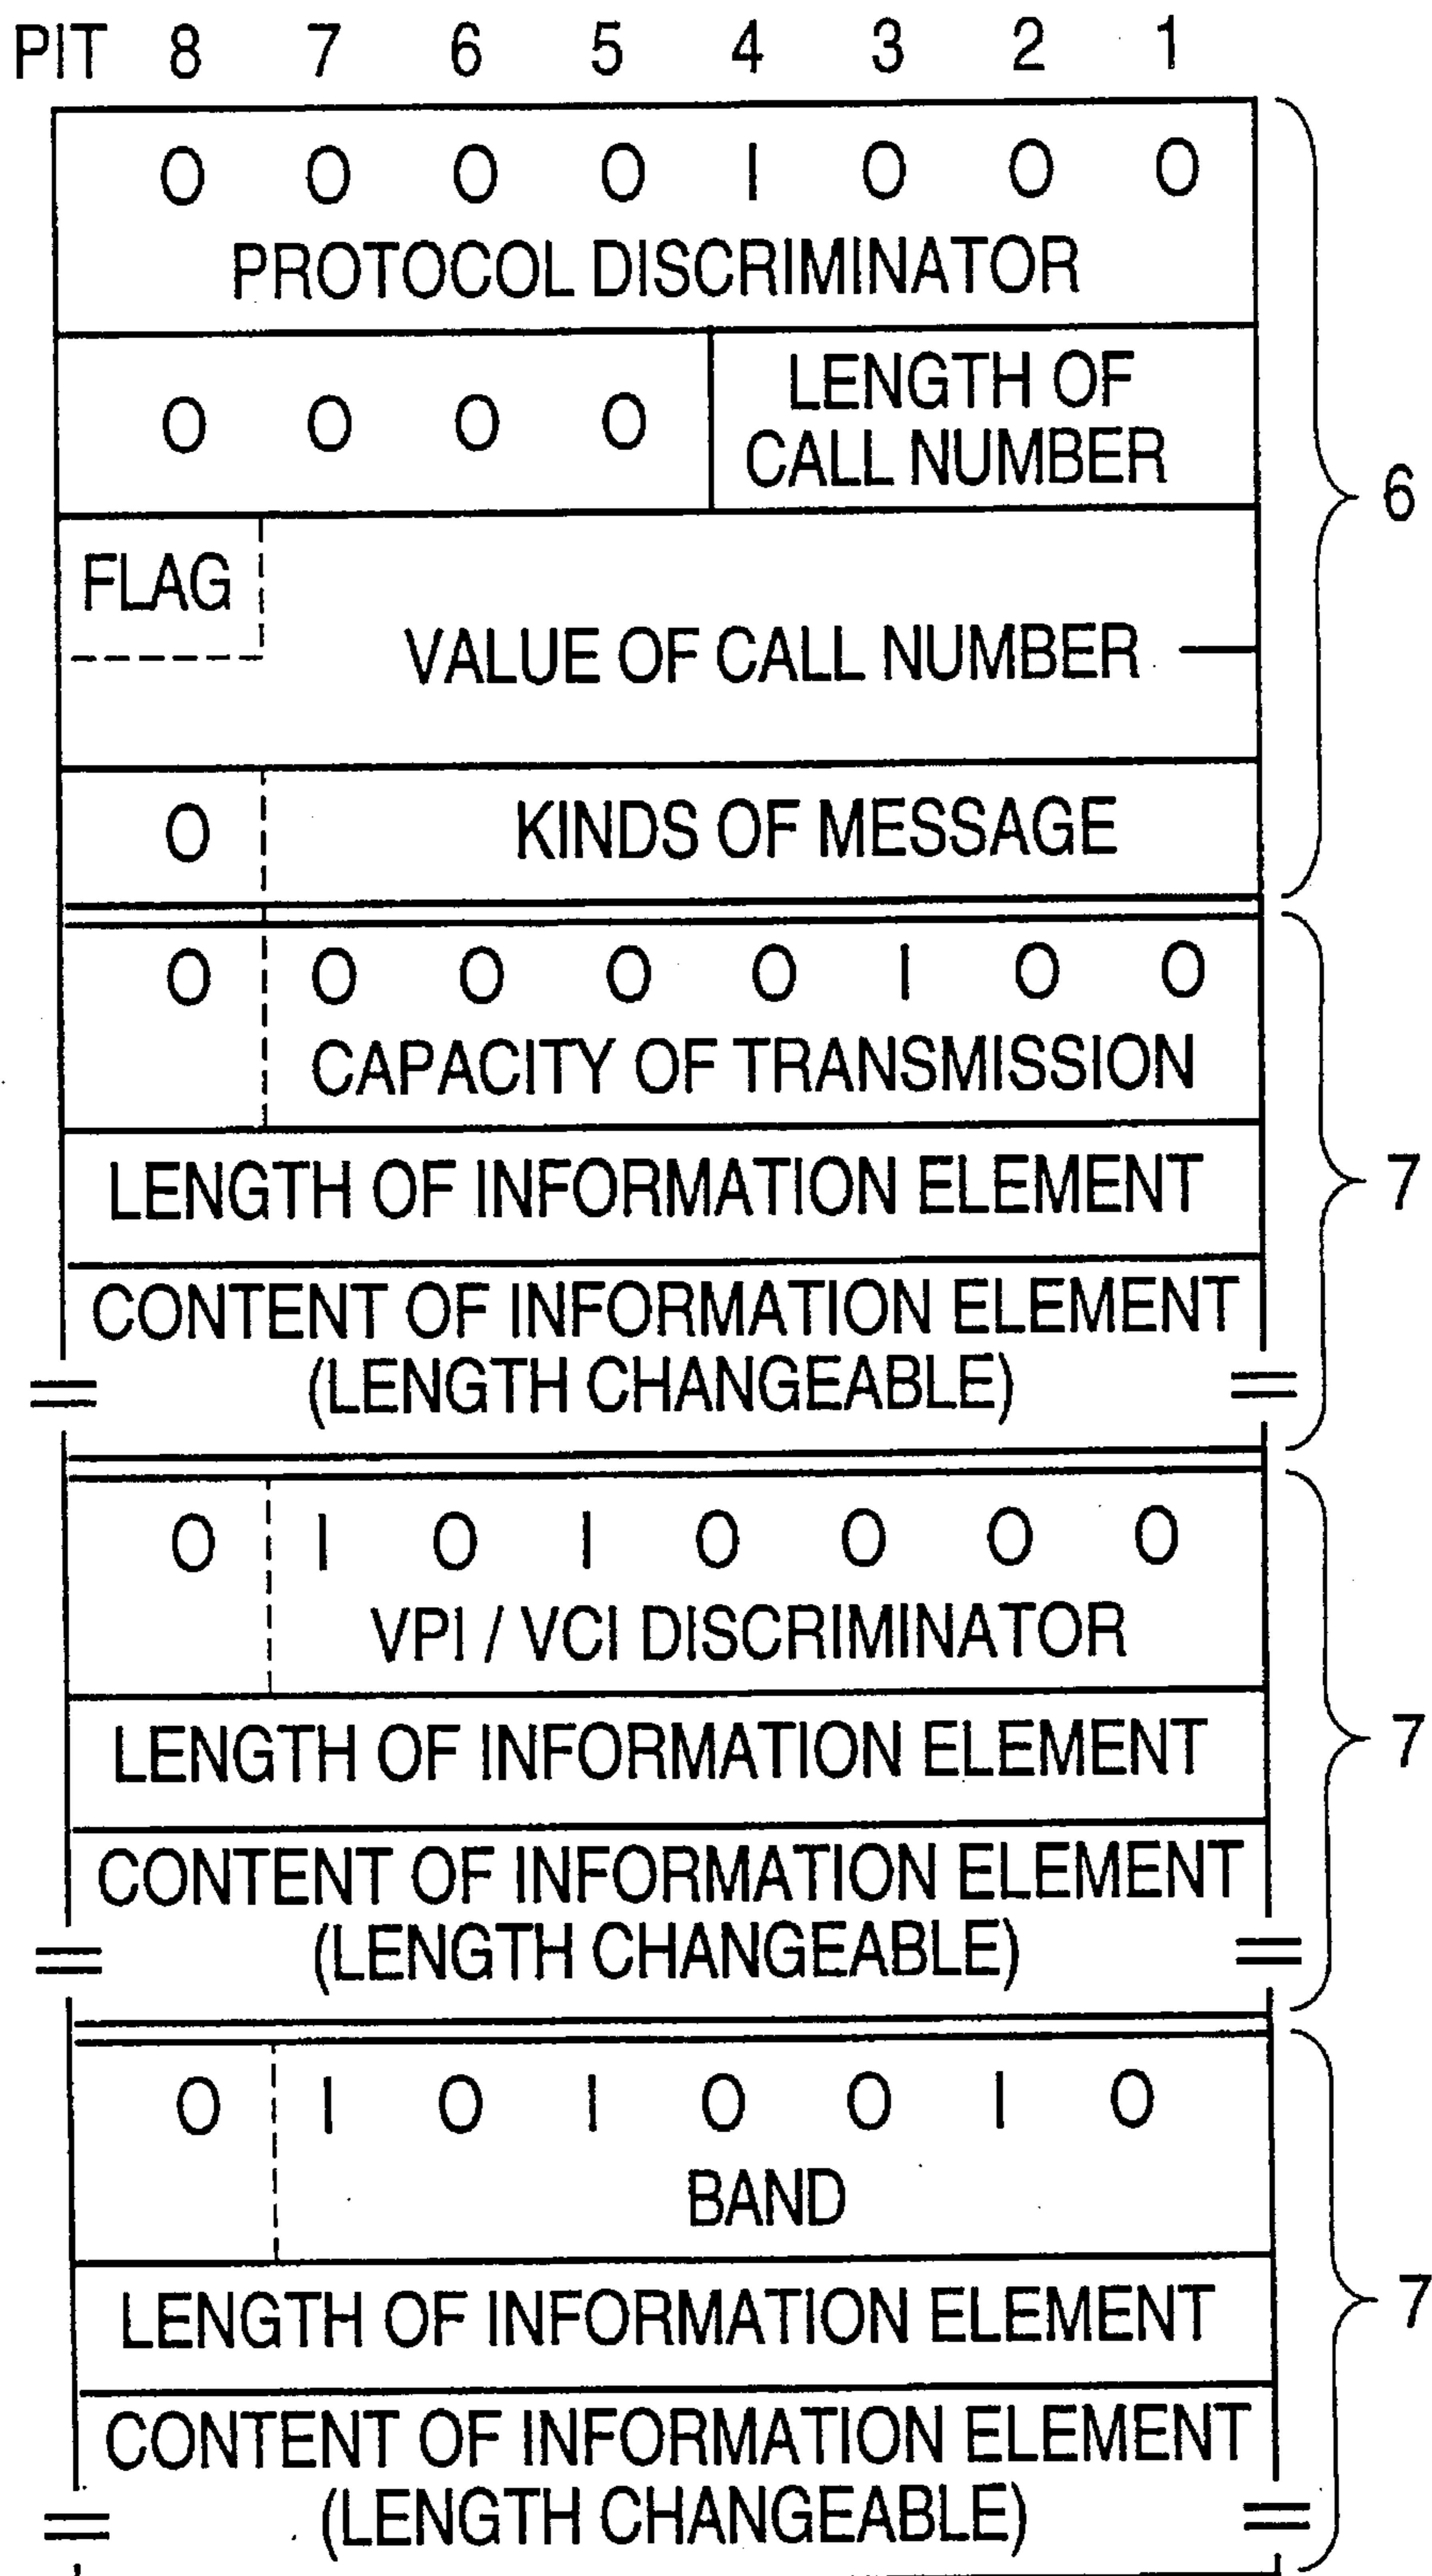 PIT 8 7 6 5 4 3 2 1
0 0 0 0 1 0 0 0
PROTOCOL DISCRIMINATOR
0 0 0 0
LENGTH OF
CALL NUMBER
6
FLAG
VALUE OF CALL NUMBER
0 KINDS OF MESSAGE
0 0 0 0 0 1 0 0
CAPACITY OF TRANSMISSION
LENGTH OF INFORMATION ELEMENT
7
CONTENT OF INFORMATION ELEMENT
(LENGTH CHANGEABLE)
0 1 0 1 0 0 0 0
VPI / VCI DISCRIMINATOR
LENGTH OF INFORMATION ELEMENT
7
CONTENT OF INFORMATION ELEMENT
(LENGTH CHANGEABLE)
0 1 0 1 0 0 1 0
BAND
LENGTH OF INFORMATION ELEMENT
7
CONTENT OF INFORMATION ELEMENT
(LENGTH CHANGEABLE)